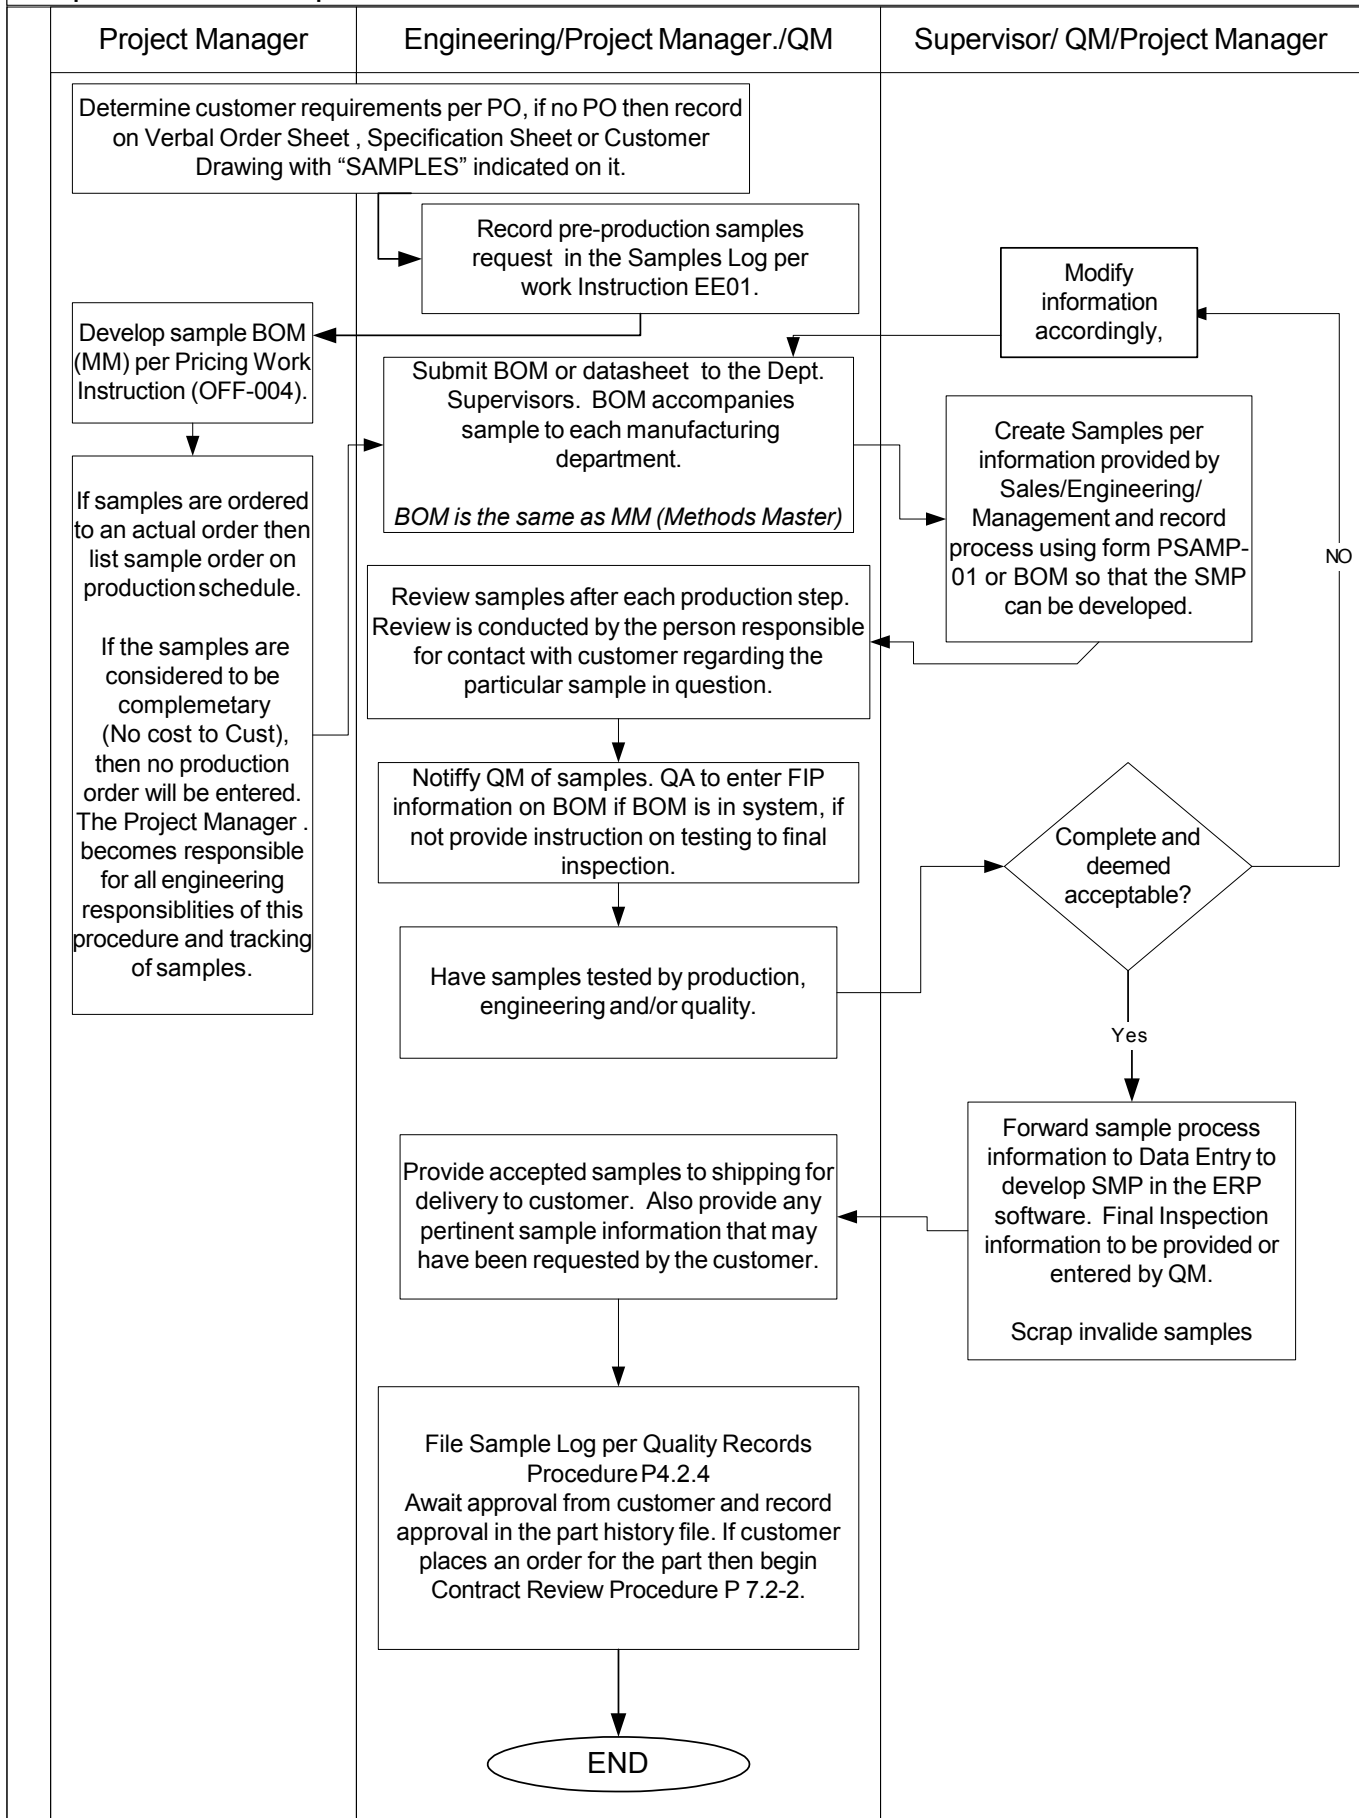 Project Manager
Engineering/Project Manager./QM
Supervisor/ QM/Project Manager
Determine customer requirements per PO, if no PO then record
on Verbal Order Sheet , Specification Sheet or Customer
Drawing with “SAMPLES” indicated on it.
Record pre-production samples
request in the Samples Log per
work Instruction EE01.
Modify
information
accordingly,
Develop sample BOM
(MM) per Pricing Work
Instruction (OFF-004).
Submit BOM or datasheet to the Dept.
Supervisors. BOM accompanies
sample to each manufacturing
department.
BOM is the same as MM (Methods Master)
Create Samples per
information provided by
Sales/Engineering/
Management and record
process using form PSAMP-
01 or BOM so that the SMP
can be developed.
NO
If samples are ordered
to an actual order then
list sample order on
production schedule.
If the samples are
considered to be
complemetary
(No cost to Cust),
then no production
order will be entered.
The Project Manager .
becomes responsible
for all engineering
responsiblities of this
procedure and tracking
of samples.
Review samples after each production step.
Review is conducted by the person responsible
for contact with customer regarding the
particular sample in question.
Notiffy QM of samples. QA to enter FIP
information on BOM if BOM is in system, if
not provide instruction on testing to final
inspection.
Complete and
deemed
acceptable?
Have samples tested by production,
engineering and/or quality.
Yes
Forward sample process
information to Data Entry to
develop SMP in the ERP
software. Final Inspection
information to be provided or
entered by QM.
Scrap invalide samples
Provide accepted samples to shipping for
delivery to customer. Also provide any
pertinent sample information that may
have been requested by the customer.
File Sample Log per Quality Records
Procedure P4.2.4
Await approval from customer and record
approval in the part history file. If customer
places an order for the part then begin
Contract Review Procedure P 7.2-2.
END